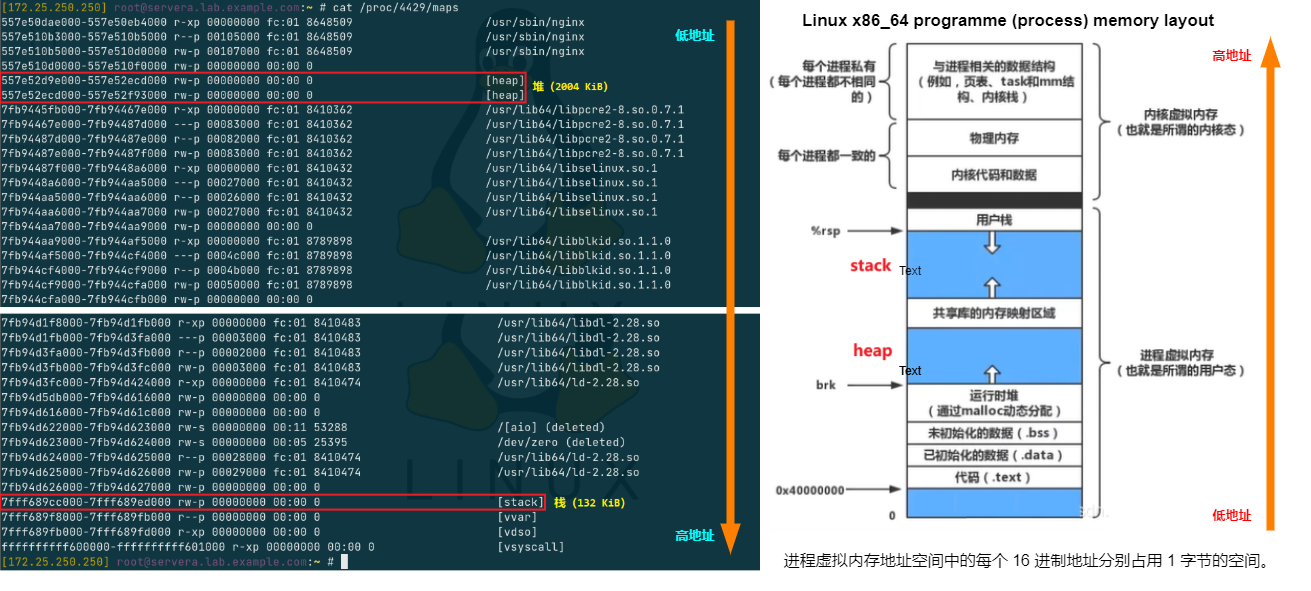 [172.25.250.250] root@servera.lab.example.com:~ # cat /proc/4429/maps
557e50dae000-557e50eb4000 r-xp 00000000 fc:01 8648509 /usr/sbin/nginx
557e510b3000-557e510b5000 r--p 00105000 fc:01 8648509 /usr/sbin/nginx
557e510b5000-557e510d0000 rw-p 00107000 fc:01 8648509 /usr/sbin/nginx
557e510d0000-557e510f0000 rw-p 00000000 00:00 0
557e52d9e000-557e52ecd000 rw-p 00000000 00:00 0 [heap]
557e52ecd000-557e52f93000 rw-p 00000000 00:00 0 [heap]
堆 (2004 KiB)
7fb9445fb000-7fb94467e000 r-xp 00000000 fc:01 8410362 /usr/lib64/libpcre2-8.so.0.7.1
7fb94467e000-7fb94487d000 ---p 00083000 fc:01 8410362 /usr/lib64/libpcre2-8.so.0.7.1
7fb94487d000-7fb94487e000 r--p 00082000 fc:01 8410362 /usr/lib64/libpcre2-8.so.0.7.1
7fb94487e000-7fb94487f000 rw-p 00083000 fc:01 8410362 /usr/lib64/libpcre2-8.so.0.7.1
7fb94487f000-7fb9448a6000 r-xp 00000000 fc:01 8410432 /usr/lib64/libselinux.so.1
7fb9448a6000-7fb944aa5000 ---p 00027000 fc:01 8410432 /usr/lib64/libselinux.so.1
7fb944aa5000-7fb944aa6000 r--p 00026000 fc:01 8410432 /usr/lib64/libselinux.so.1
7fb944aa6000-7fb944aa7000 rw-p 00027000 fc:01 8410432 /usr/lib64/libselinux.so.1
7fb944aa7000-7fb944aa9000 rw-p 00000000 00:00 0
7fb944aa9000-7fb944af5000 r-xp 00000000 fc:01 8789898 /usr/lib64/libblkid.so.1.1.0
7fb944af5000-7fb944cf4000 ---p 0004c000 fc:01 8789898 /usr/lib64/libblkid.so.1.1.0
7fb944cf4000-7fb944cf9000 r--p 0004b000 fc:01 8789898 /usr/lib64/libblkid.so.1.1.0
7fb944cf9000-7fb944cfa000 rw-p 00050000 fc:01 8789898 /usr/lib64/libblkid.so.1.1.0
7fb944cfa000-7fb944cfb000 rw-p 00000000 00:00 0
低地址
7fb94d1f8000-7fb94d1fb000 r-xp 00000000 fc:01 8410483 /usr/lib64/libdl-2.28.so
7fb94d1fb000-7fb94d3fa000 ---p 00003000 fc:01 8410483 /usr/lib64/libdl-2.28.so
7fb94d3fa000-7fb94d3fb000 r--p 00002000 fc:01 8410483 /usr/lib64/libdl-2.28.so
7fb94d3fb000-7fb94d3fc000 rw-p 00003000 fc:01 8410483 /usr/lib64/libdl-2.28.so
7fb94d3fc000-7fb94d424000 r-xp 00000000 fc:01 8410474 /usr/lib64/ld-2.28.so
7fb94d5db000-7fb94d616000 rw-p 00000000 00:00 0
7fb94d616000-7fb94d61c000 rw-p 00000000 00:00 0
7fb94d622000-7fb94d623000 rw-s 00000000 00:11 53288 /[aio] (deleted)
7fb94d623000-7fb94d624000 rw-s 00000000 00:05 25395 /dev/zero (deleted)
7fb94d624000-7fb94d625000 r--p 00028000 fc:01 8410474 /usr/lib64/ld-2.28.so
7fb94d625000-7fb94d626000 rw-p 00029000 fc:01 8410474 /usr/lib64/ld-2.28.so
7fb94d626000-7fb94d627000 rw-p 00000000 00:00 0
7fff689cc000-7fff689ed000 rw-p 00000000 00:00 0 [stack] 栈 (132 KiB)
7fff689f8000-7fff689fb000 r--p 00000000 00:00 0 [vvar]
7fff689fb000-7fff689fd000 r-xp 00000000 00:00 0 [vdso]
ffffffffff600000-ffffffffff601000 r-xp 00000000 00:00 0 [vsyscall]
[172.25.250.250] root@servera.lab.example.com:~ #
高地址
LINUX
Linux x86_64 programme (process) memory layout
高地址
每个进程私有
（每个进程都不相同
的）
与进程相关的数据结构
（例如，页表、task和mm结
构、内核栈）
物理内存
每个进程都一致的
内核代码和数据
内核虚拟内存
（也就是所谓的内核态）
用户栈
%rsp
stack
Text
共享库的内存映射区域
heap
Text
进程虚拟内存
（也就是所谓的用户态）
brk
运行时堆
（通过malloc动态分配）
未初始化的数据（.bss）
已初始化的数据（.data）
代码（.text）
0x40000000
0
低地址
进程虚拟内存地址空间中的每个 16 进制地址分别占用 1 字节的空间。